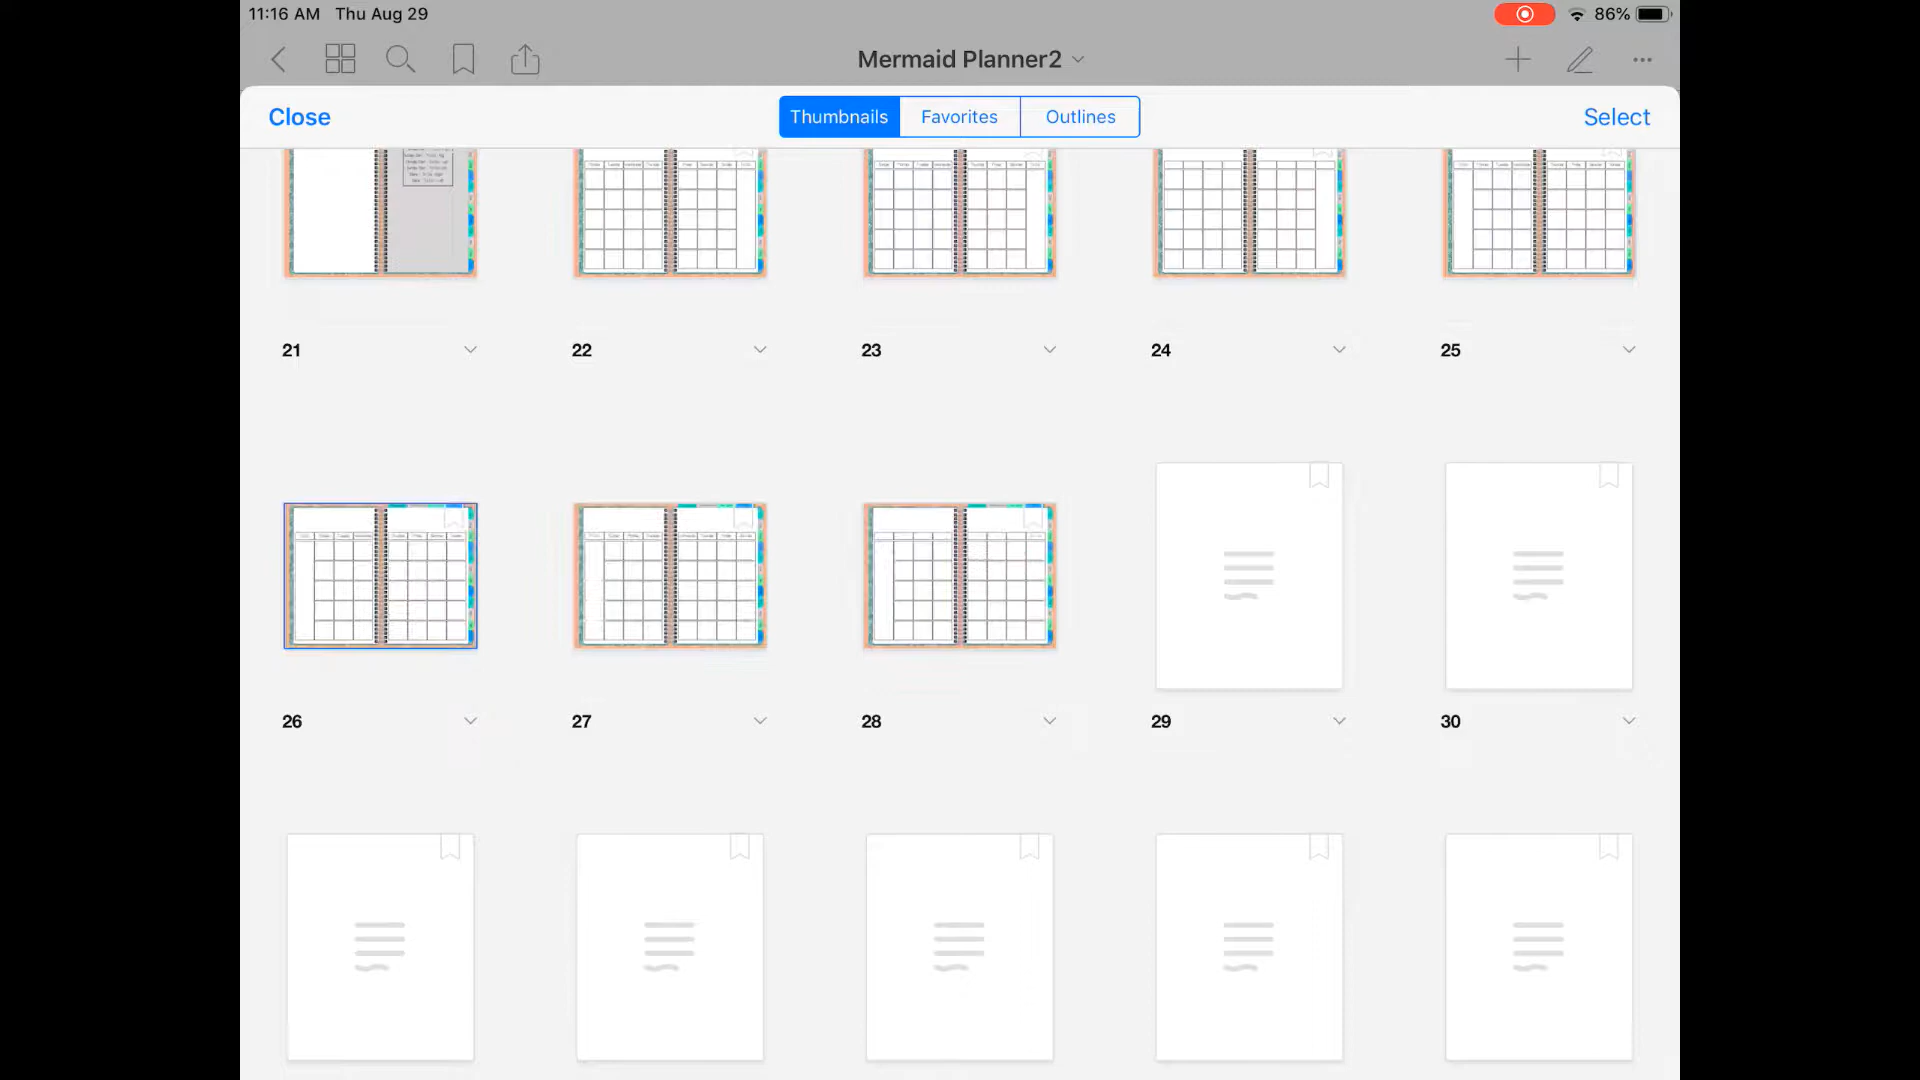 11:16 AM Thu Aug 29
86%
Mermaid Planner2
Close
Thumbnails
Favorites
Outlines
Select
21
22
23
24
25
26
27
28
29
30